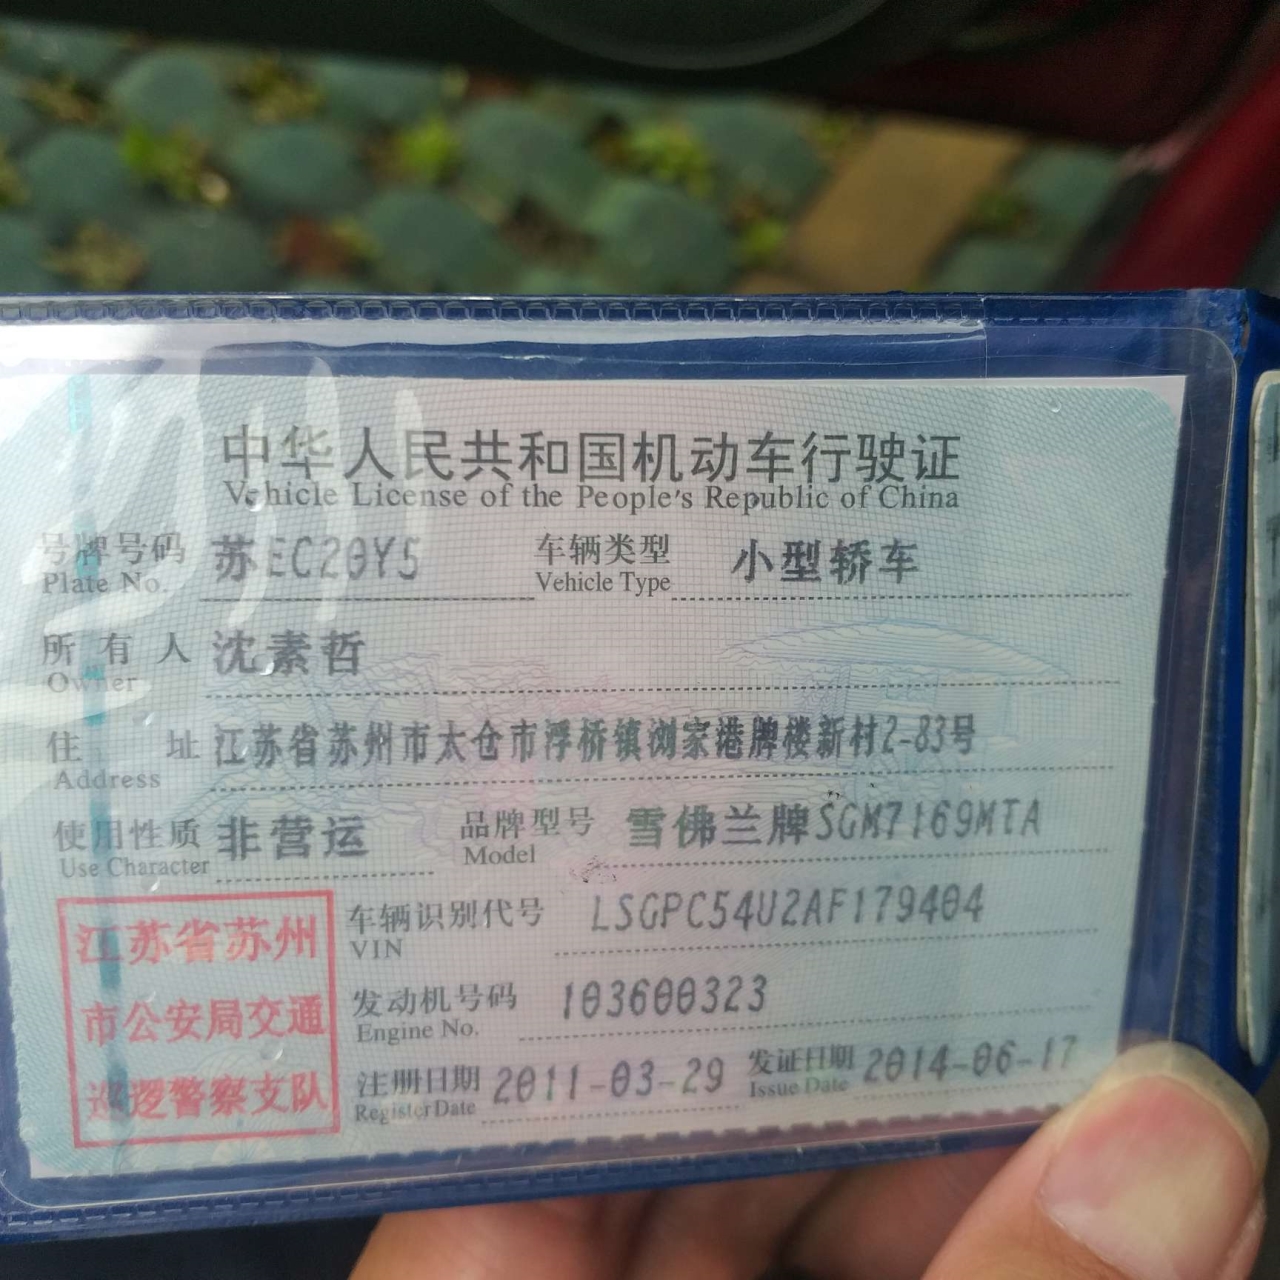 中华人民共和国机动车行驶证
Vehicle License of the People's Republic of China
号牌号码 苏EC20Y5 车辆类型 小型轿车
Plate No. Vehicle Type
所有人 沈素哲
Owner
住址 江苏省苏州市太仓市浮桥镇浏家港牌楼新村2-83号
Address
使用性质 非营运 品牌型号 雪佛兰牌SGM7169MTA
Use Character Model
江苏省苏州
市公安局交通
巡逻警察支队
车辆识别代号 LSGPC54U2AF179404
VIN
发动机号码 103600323
Engine No.
注册日期 2011-03-29 发证日期 2014-06-17
Register Date Issue Date